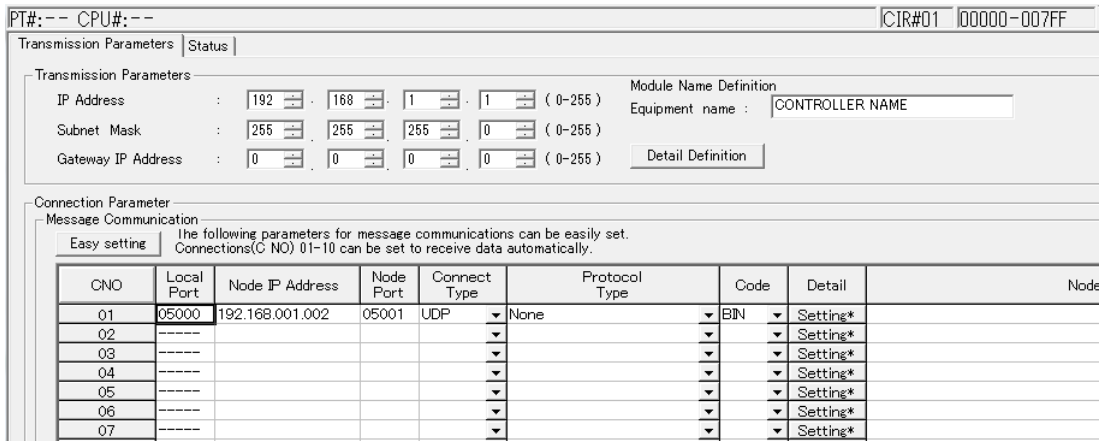 PT#:-- CPU#:-- CIR#01 00000-007FF
Transmission Parameters Status
Transmission Parameters
IP Address : 192 . 168 . 1 . 1 ( 0-255 )
Subnet Mask : 255 . 255 . 255 . 0 ( 0-255 )
Gateway IP Address : 0 . 0 . 0 . 0 ( 0-255 )
Module Name Definition
Equipment name : CONTROLLER NAME
Detail Definition
Connection Parameter
Message Communication
Easy setting
The following parameters for message communications can be easily set.
Connections(C NO) 01-10 can be set to receive data automatically.
CNO Local Port Node IP Address Node Port Connect Type Protocol Type Code Detail Node
01 05000 192.168.001.002 05001 UDP None BIN Setting*
02 ----- Setting*
03 ----- Setting*
04 ----- Setting*
05 ----- Setting*
06 ----- Setting*
07 ----- Setting*